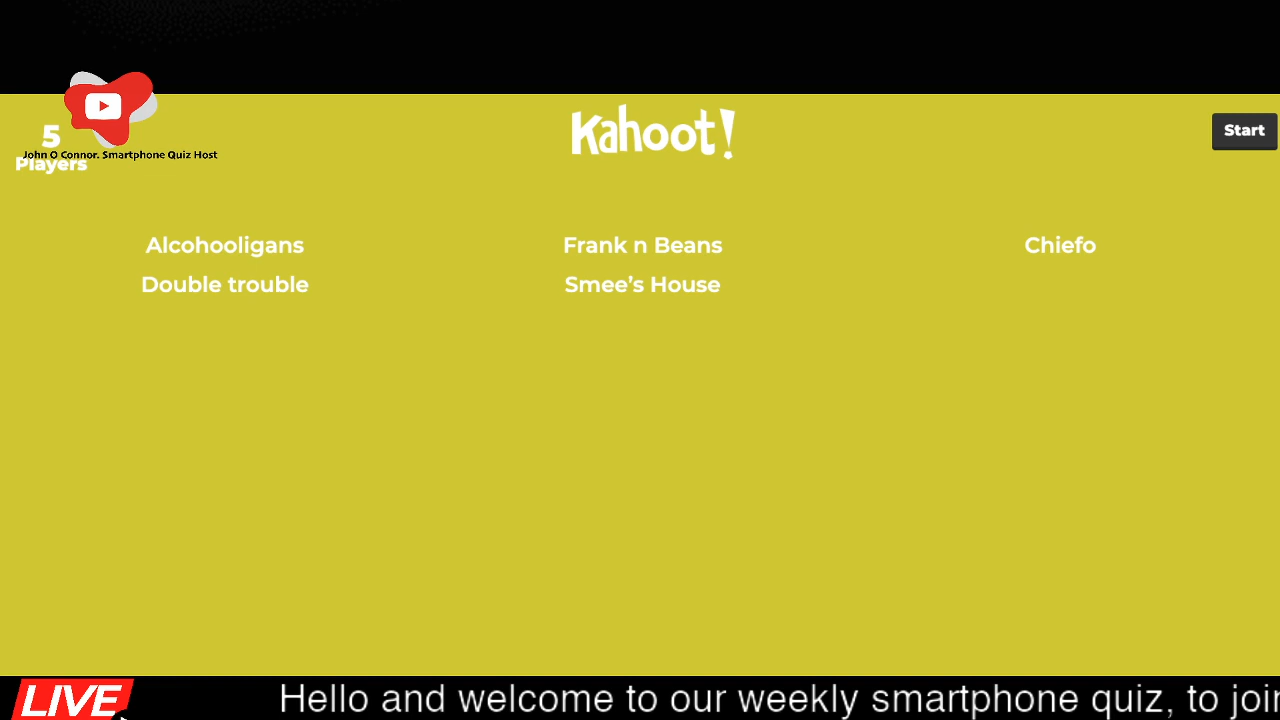 5
John O Connor. Smartphone Quiz Host
Players
Kahoot!
Start
Alcohooligans
Frank n Beans
Chiefo
Double trouble
Smee's House
LIVE
Hello and welcome to our weekly smartphone quiz, to join